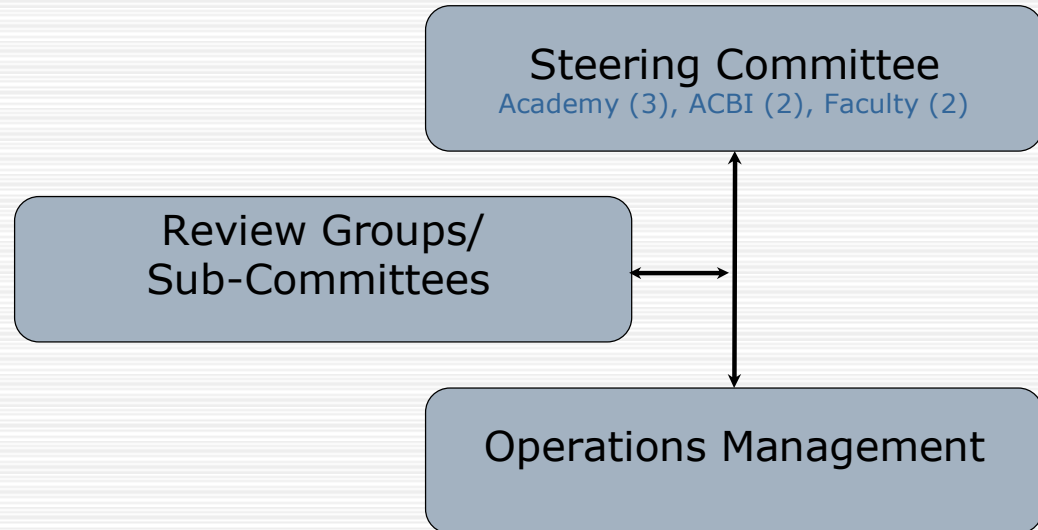 Steering Committee
Academy (3), ACBI (2), Faculty (2)
Review Groups/
Sub-Committees
Operations Management